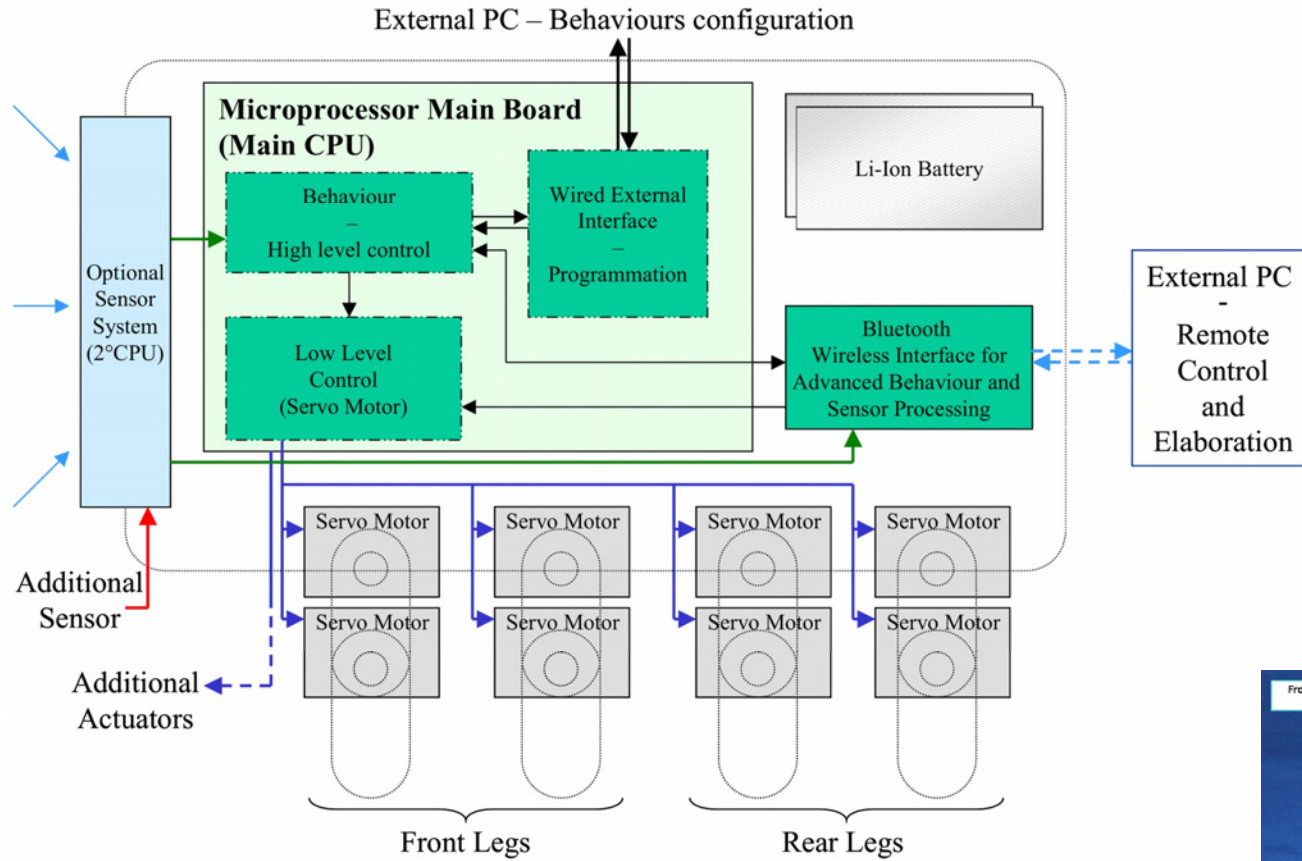 External PC – Behaviours configuration
Microprocessor Main Board
(Main CPU)
Behaviour
–
High level control
Wired External
Interface
–
Programmation
Li-Ion Battery
Optional
Sensor
System
(2°CPU)
Low Level
Control
(Servo Motor)
Bluetooth
Wireless Interface for
Advanced Behaviour and
Sensor Processing
External PC
-
Remote
Control
and
Elaboration
Servo Motor
Servo Motor
Servo Motor
Servo Motor
Additional
Sensor
Servo Motor
Servo Motor
Servo Motor
Servo Motor
Additional
Actuators
Front Legs
Rear Legs